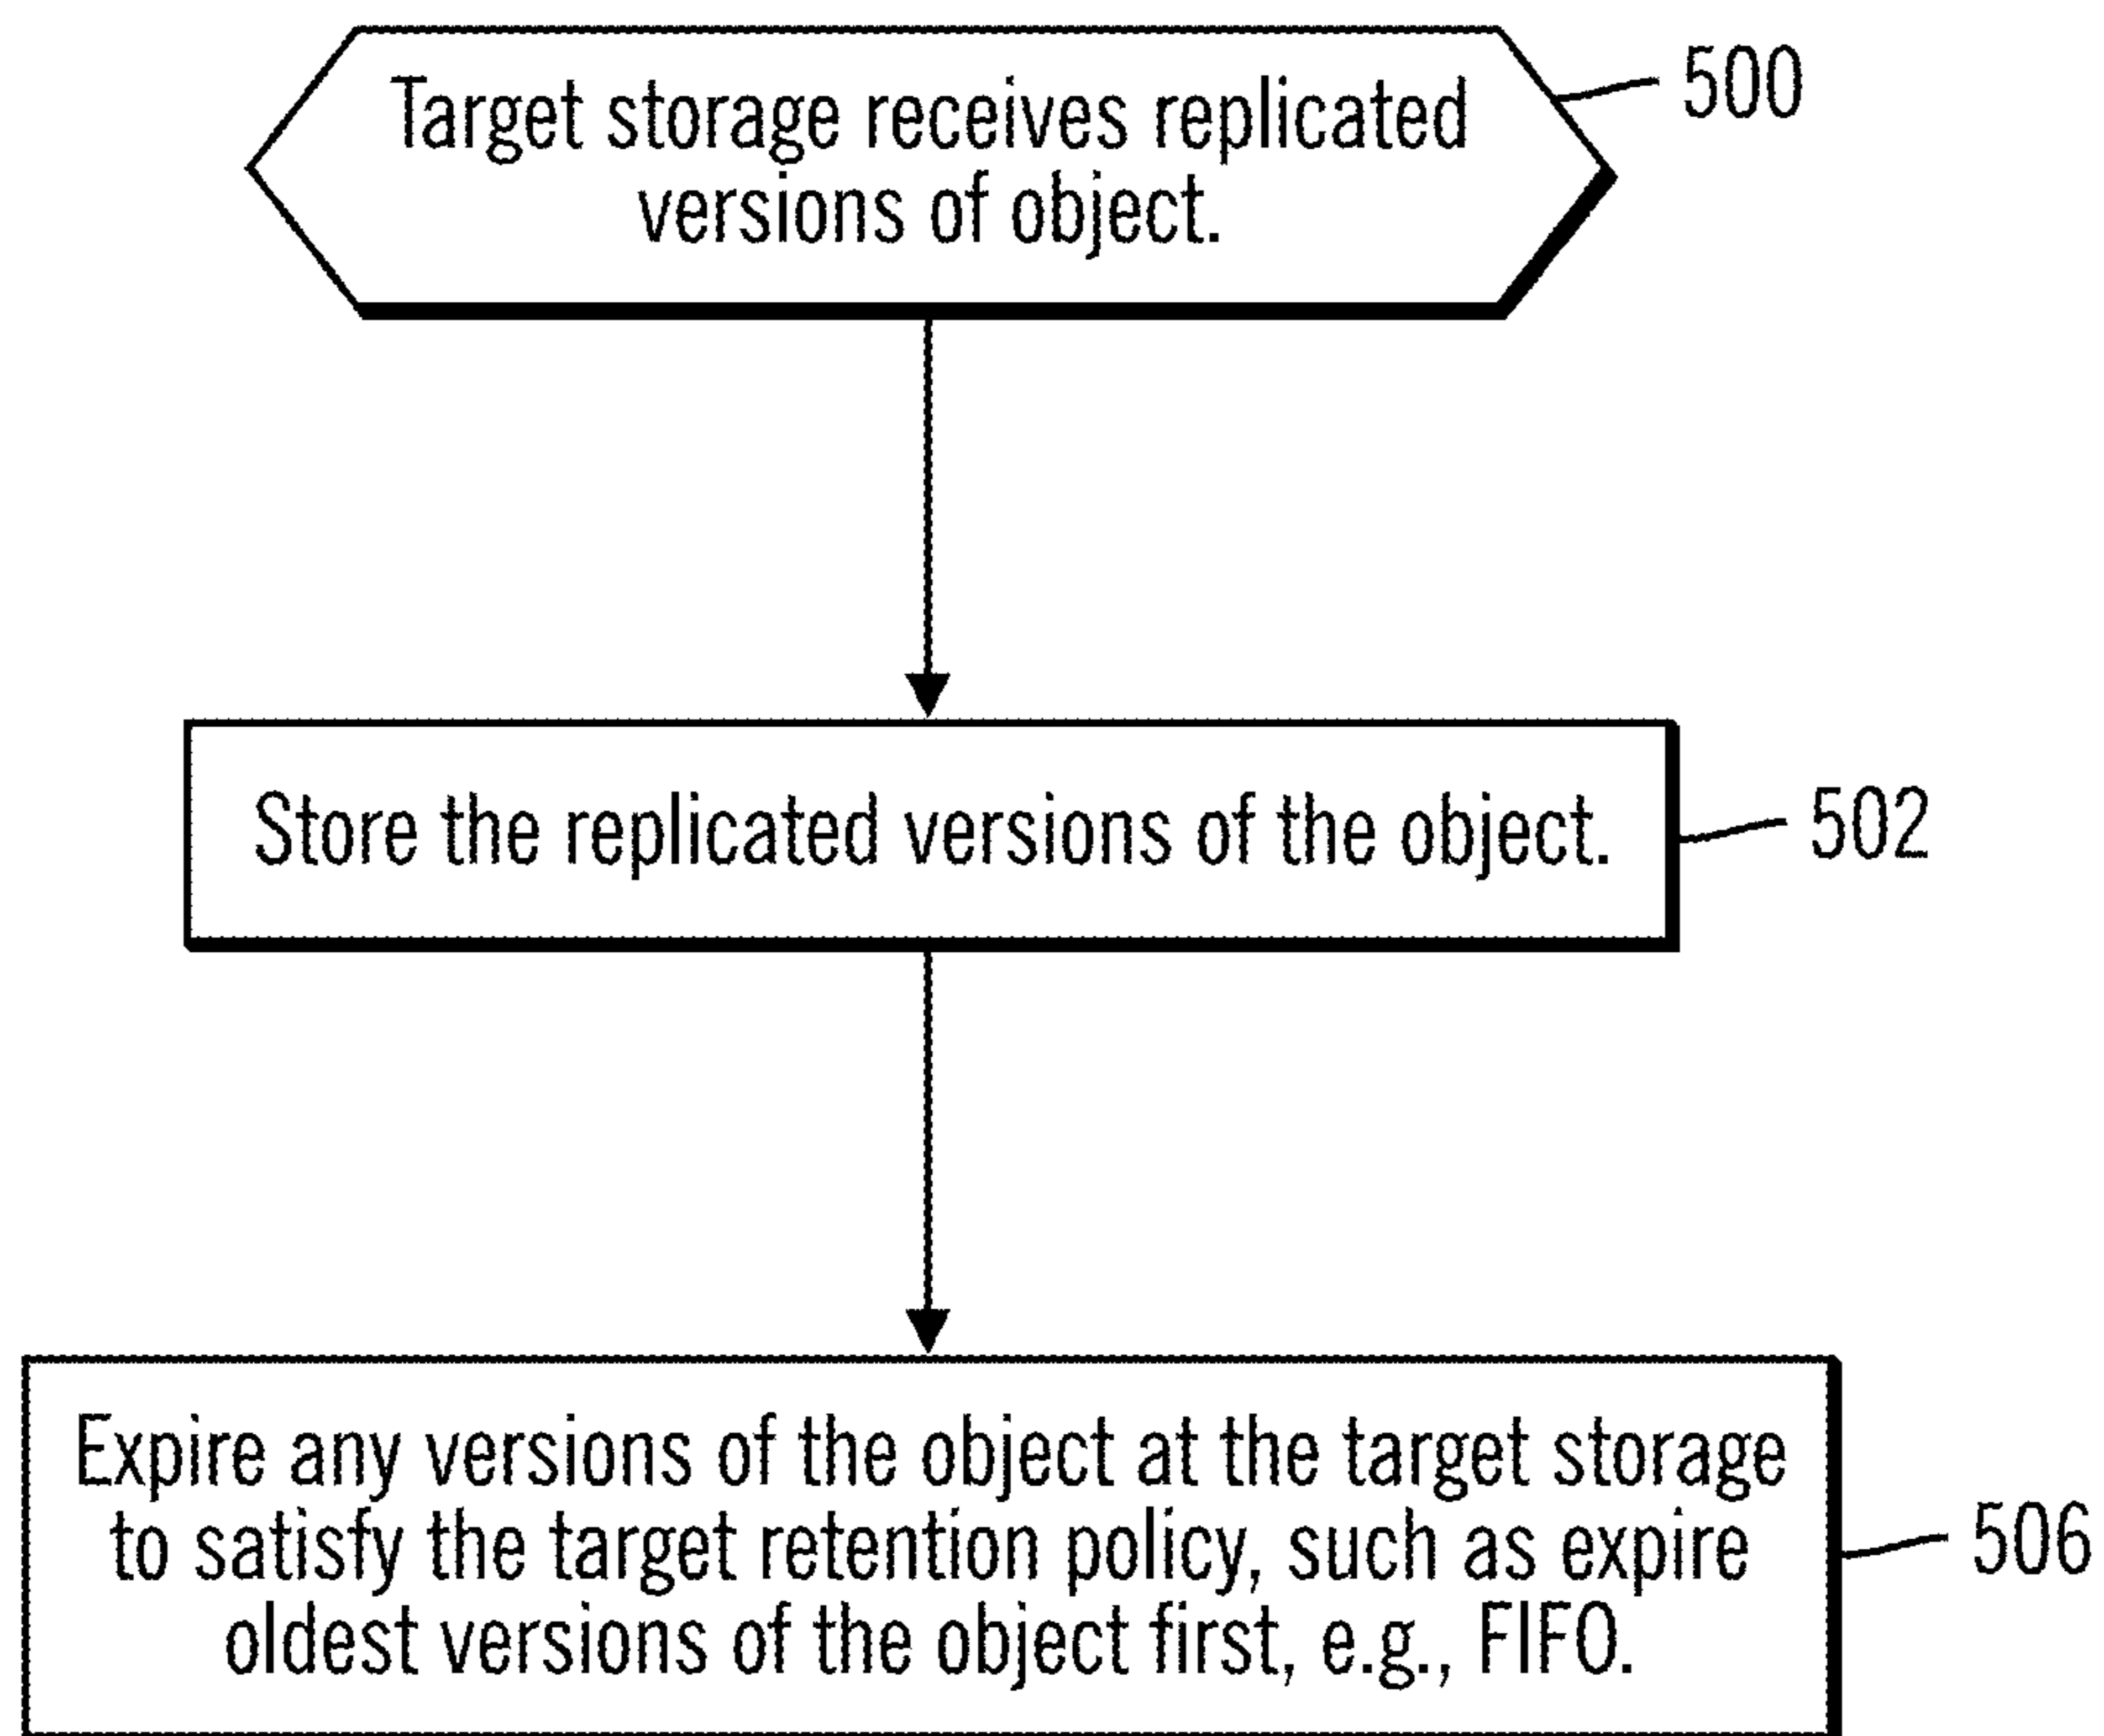 Target storage receives replicated
versions of object.
500
Store the replicated versions of the object.
502
Expire any versions of the object at the target storage
to satisfy the target retention policy, such as expire
oldest versions of the object first, e.g., FIFO.
506